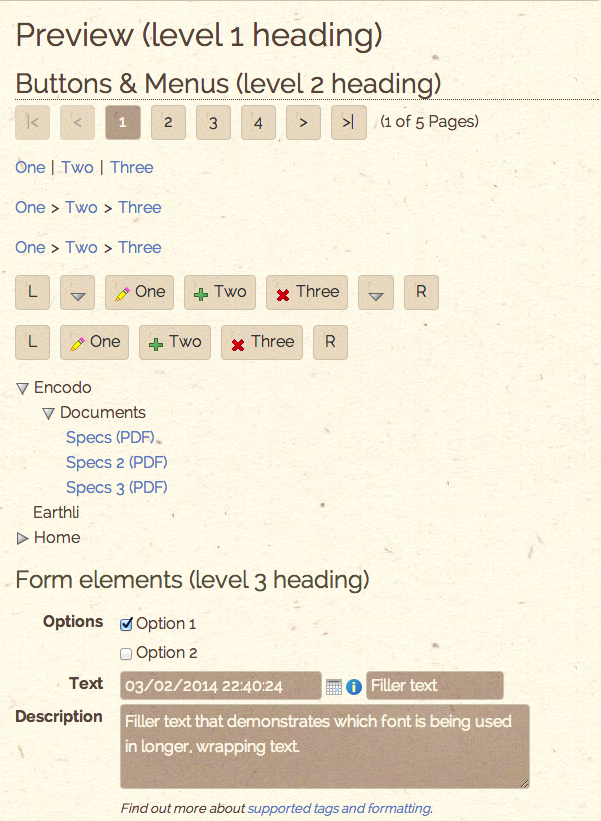 Preview (level 1 heading)
Buttons & Menus (level 2 heading)
|< < 1 2 3 4 > >| (1 of 5 Pages)
One | Two | Three
One > Two > Three
One > Two > Three
L One Two Three R
L One Two Three R
Encodo
Documents
Specs (PDF)
Specs 2 (PDF)
Specs 3 (PDF)
Earthli
Home
Form elements (level 3 heading)
Options Option 1
Option 2
Text 03/02/2014 22:40:24 i Filler text
Description Filler text that demonstrates which font is being used
in longer, wrapping text.
Find out more about supported tags and formatting.